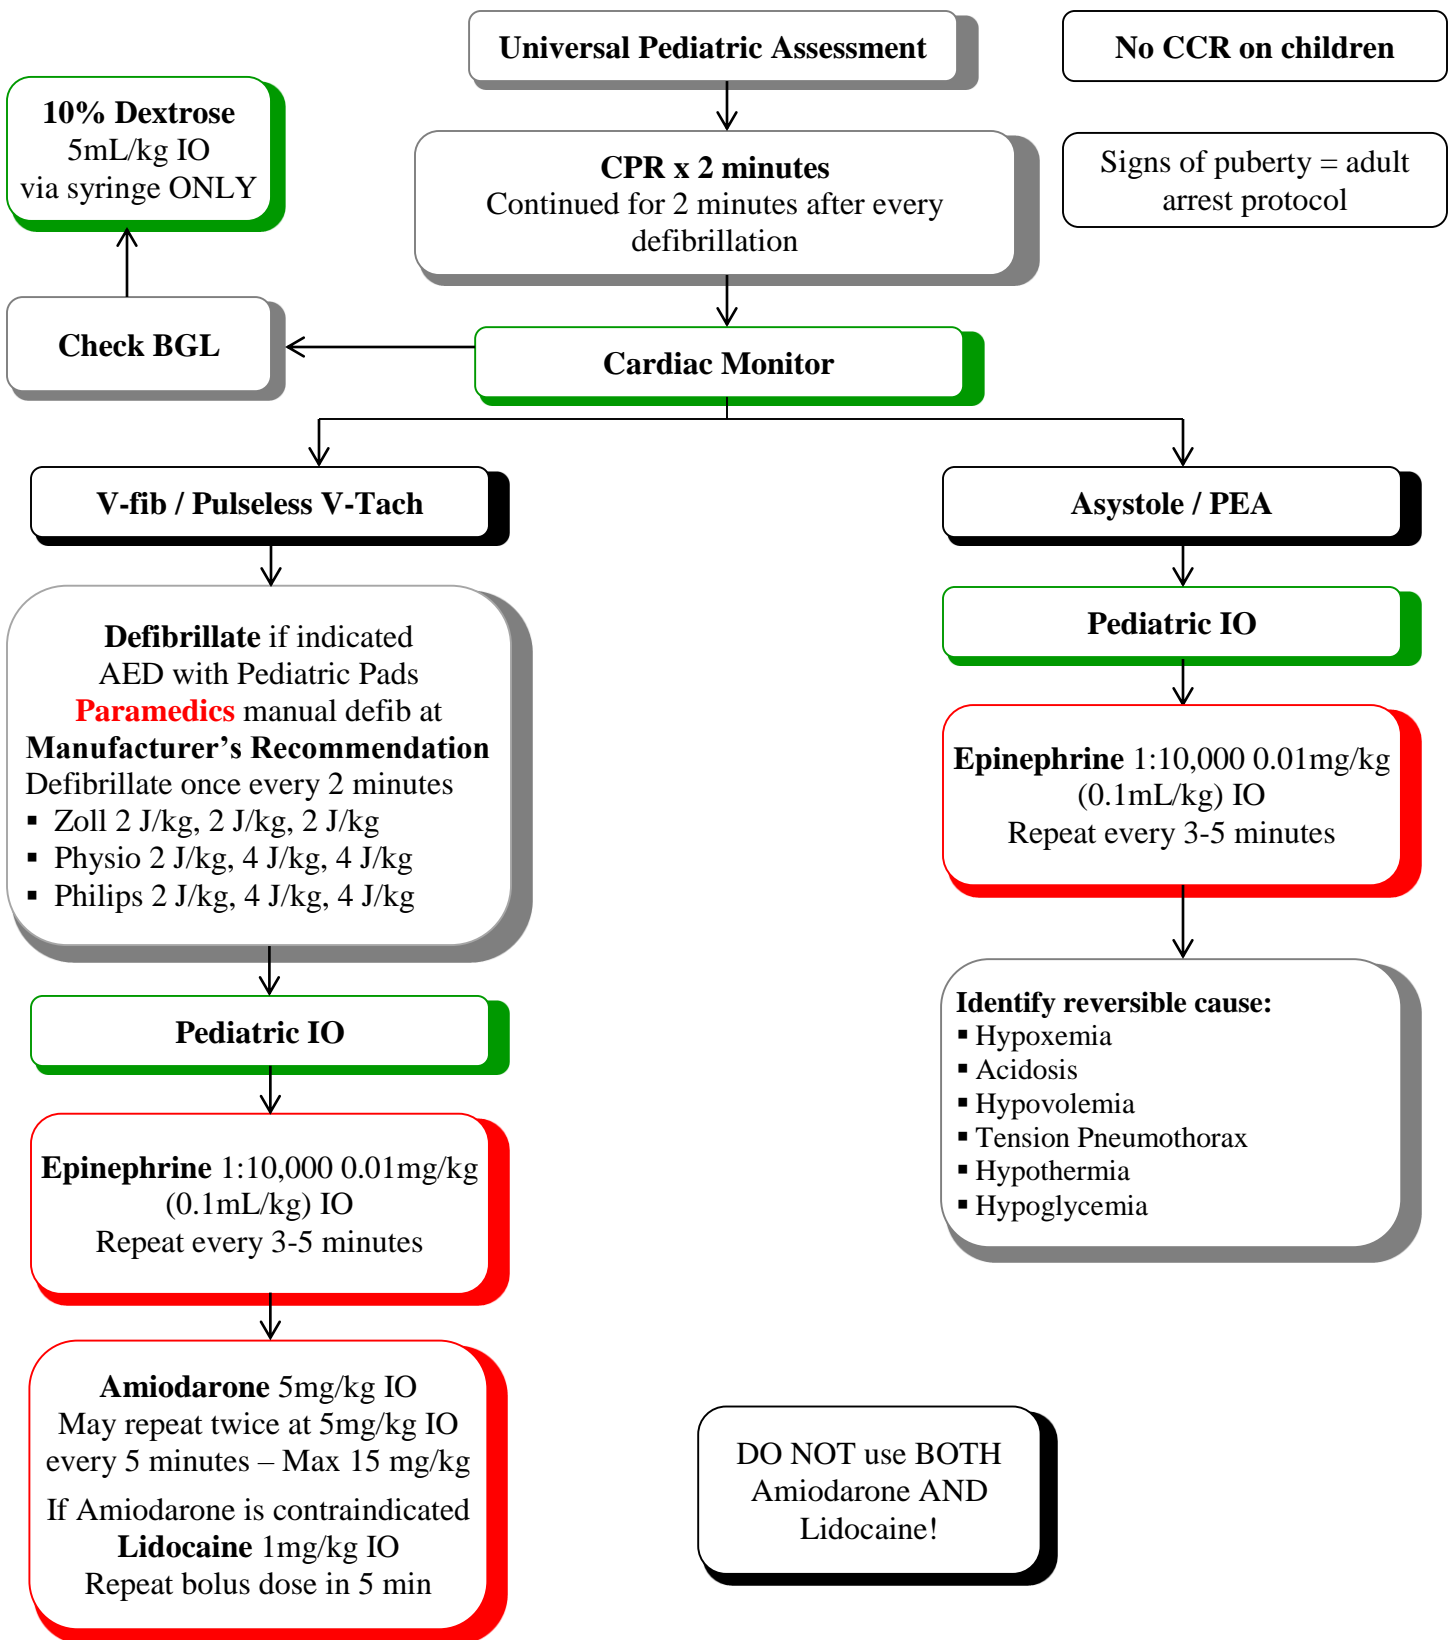 Universal Pediatric Assessment
No CCR on children
10% Dextrose
5mL/kg IO
via syringe ONLY
CPR x 2 minutes
Continued for 2 minutes after every
defibrillation
Signs of puberty = adult
arrest protocol
Check BGL
Cardiac Monitor
V-fib / Pulseless V-Tach
Defibrillate if indicated
AED with Pediatric Pads
Paramedics manual defib at
Manufacturer’s Recommendation
Defibrillate once every 2 minutes
▪ Zoll 2 J/kg, 2 J/kg, 2 J/kg
▪ Physio 2 J/kg, 4 J/kg, 4 J/kg
▪ Philips 2 J/kg, 4 J/kg, 4 J/kg
Pediatric IO
Epinephrine 1:10,000 0.01mg/kg
(0.1mL/kg) IO
Repeat every 3-5 minutes
Amiodarone 5mg/kg IO
May repeat twice at 5mg/kg IO
every 5 minutes – Max 15 mg/kg
If Amiodarone is contraindicated
Lidocaine 1mg/kg IO
Repeat bolus dose in 5 min
Asystole / PEA
Pediatric IO
Epinephrine 1:10,000 0.01mg/kg
(0.1mL/kg) IO
Repeat every 3-5 minutes
Identify reversible cause:
▪ Hypoxemia
▪ Acidosis
▪ Hypovolemia
▪ Tension Pneumothorax
▪ Hypothermia
▪ Hypoglycemia
DO NOT use BOTH
Amiodarone AND
Lidocaine!